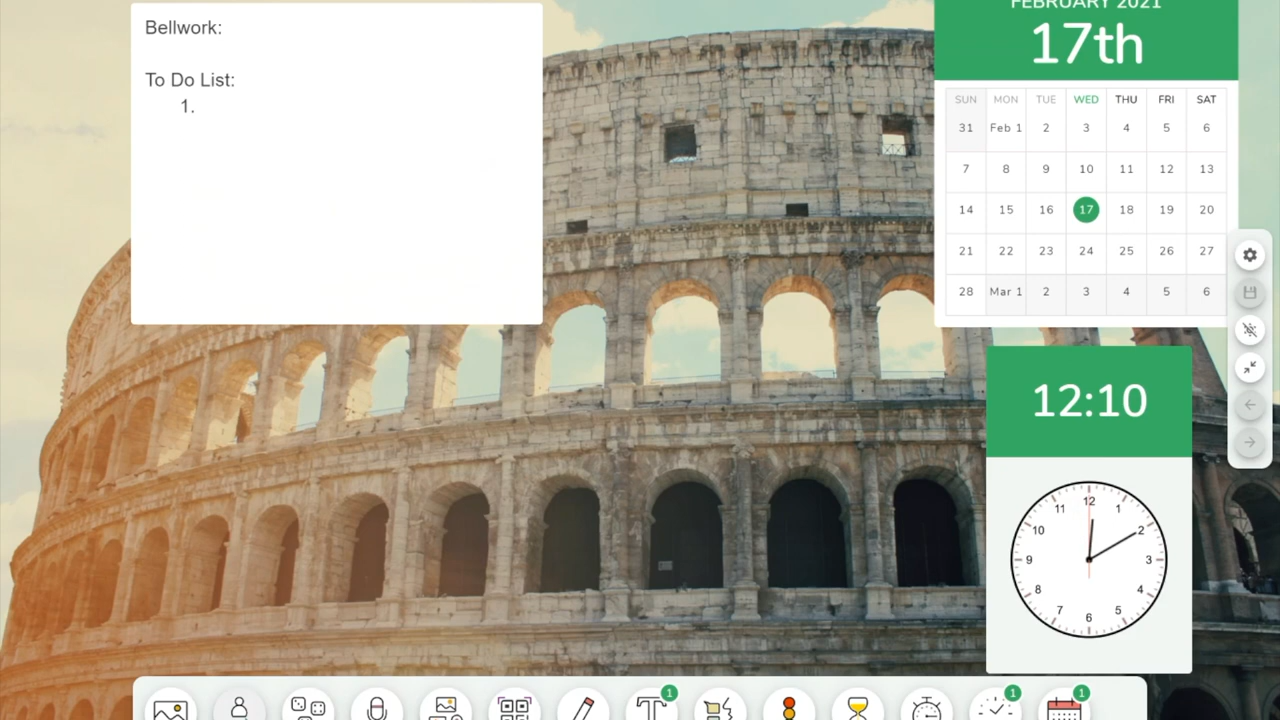 Bellwork:
To Do List:
1.
FEBRUARY 2021
17th
SUN MON TUE WED THU FRI SAT
31 Feb 1 2 3 4 5 6
7 8 9 10 11 12 13
14 15 16 17 18 19 20
21 22 23 24 25 26 27
28 Mar 1 2 3 4 5 6
12:10
12 1 2 3 4 5 6 7 8 9 10 11
1 1 1